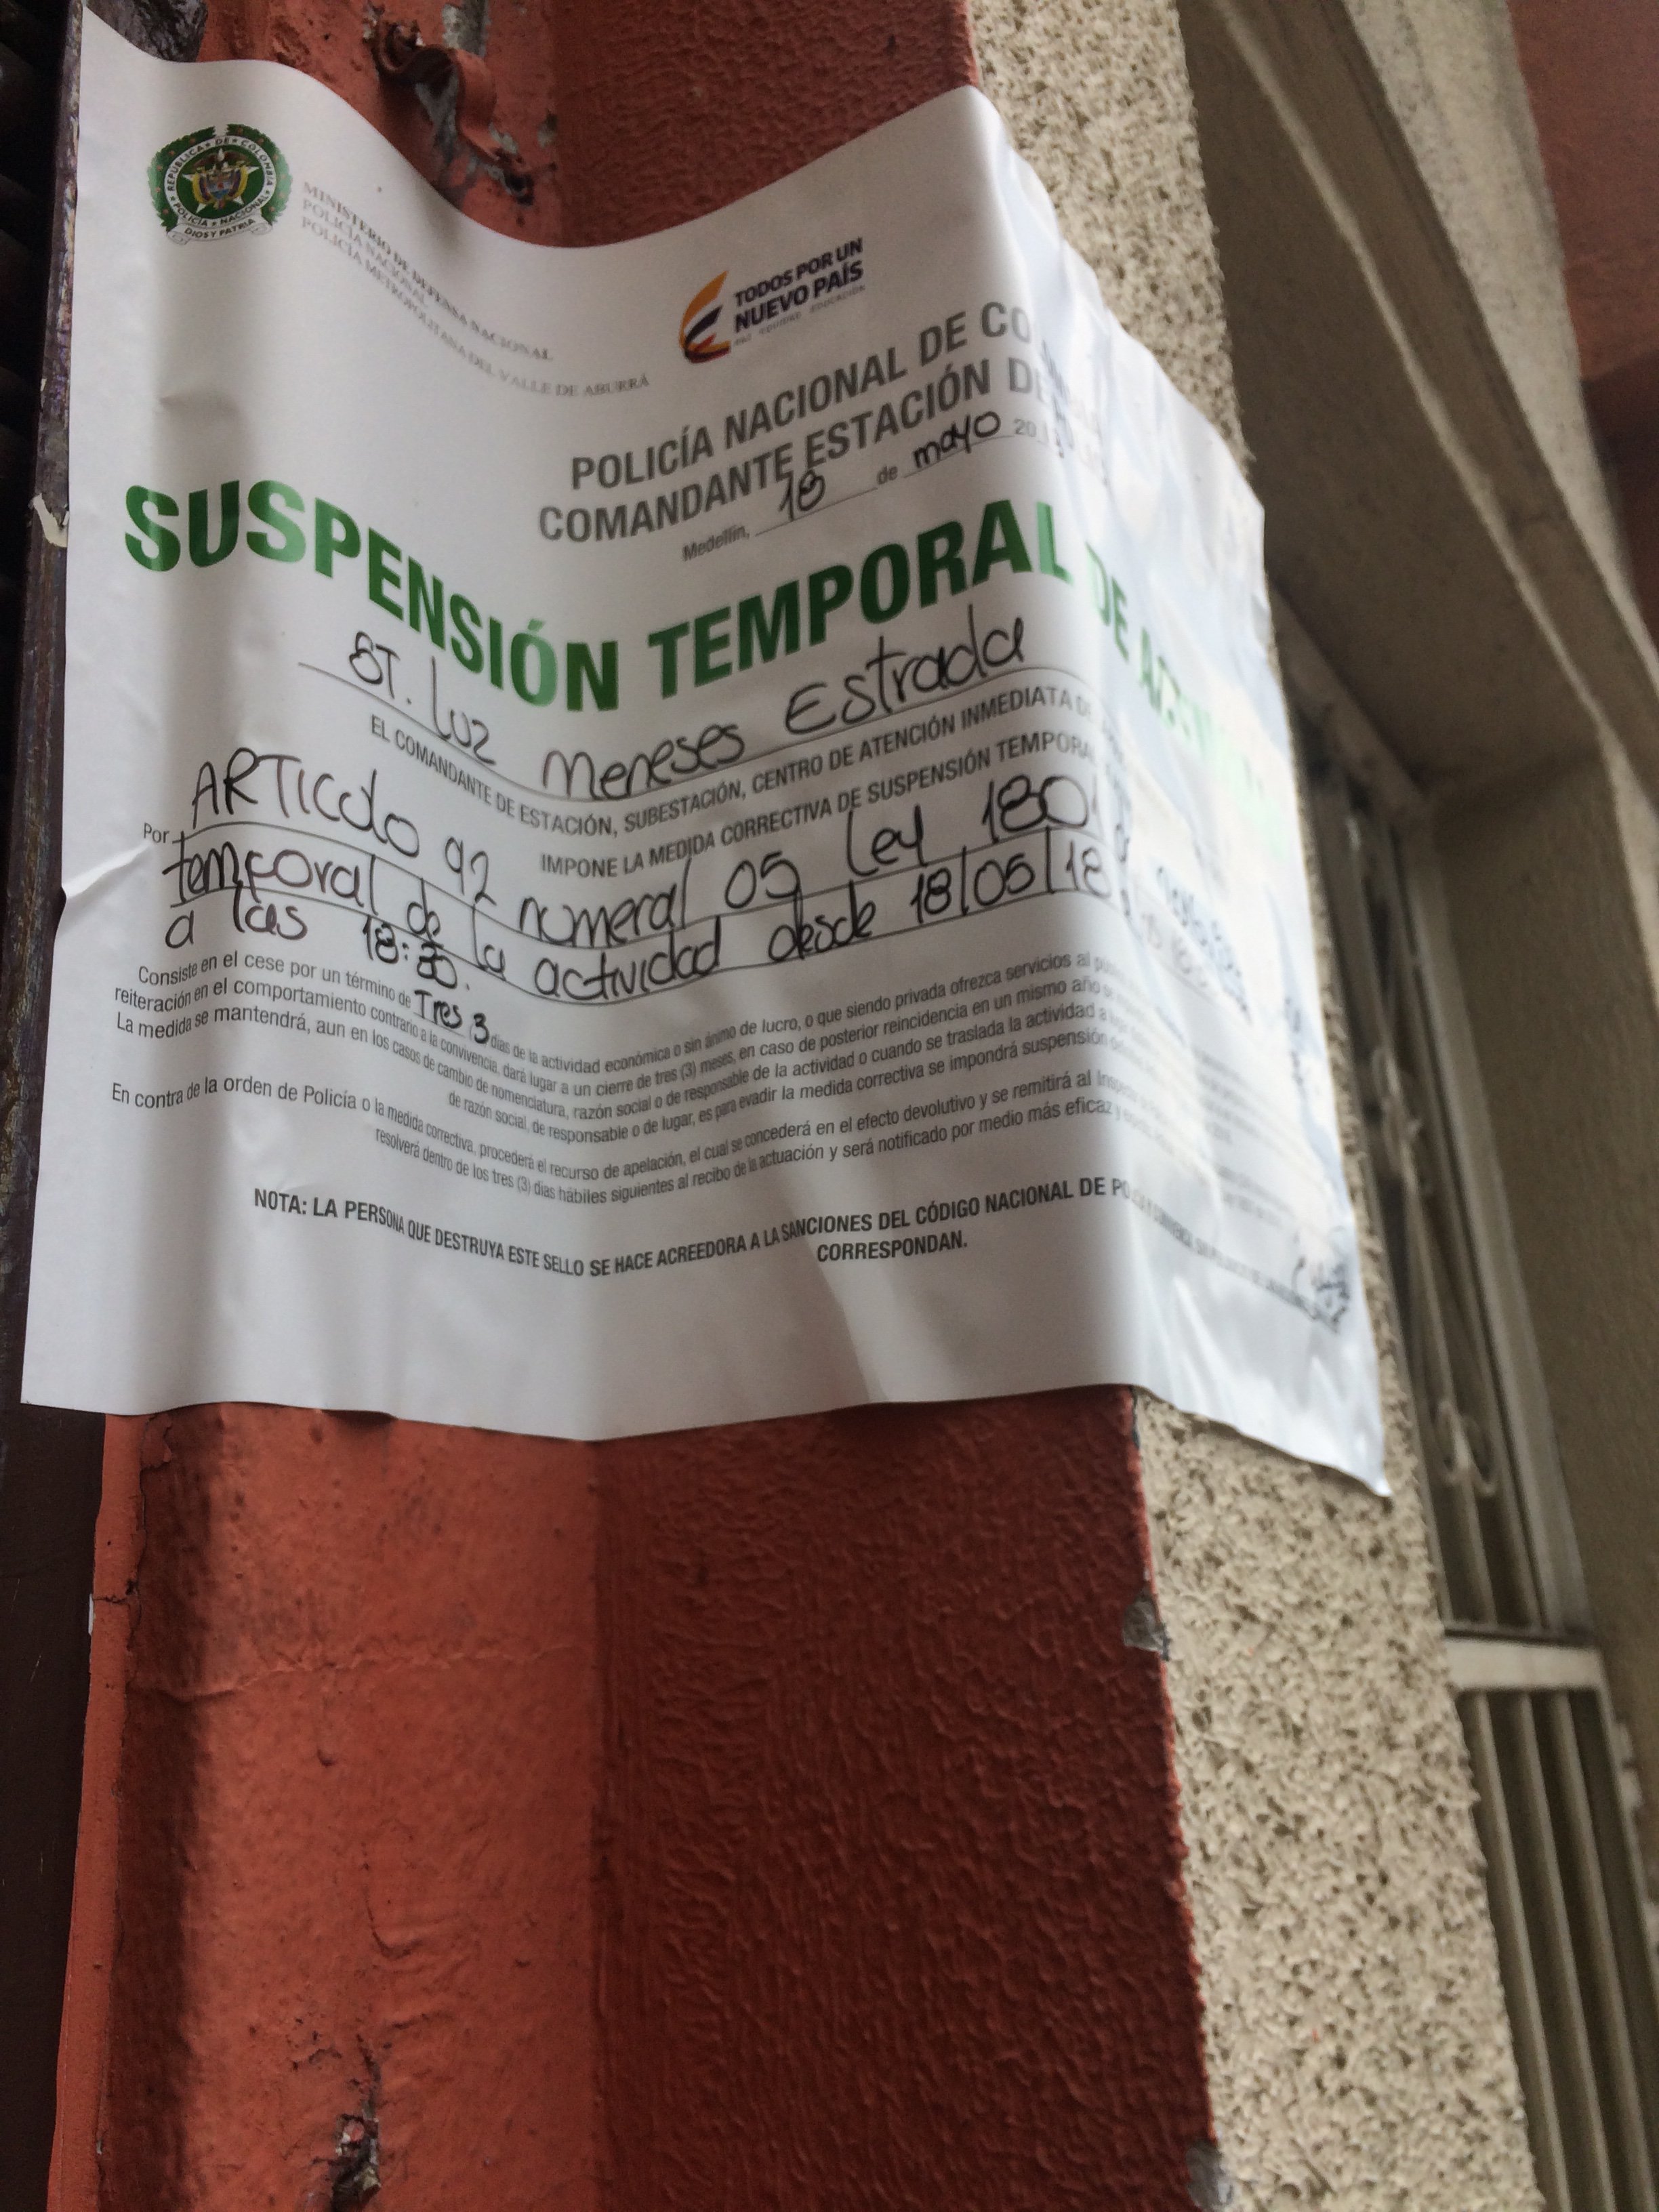 REPÚBLICA DE COLOMBIA
POLICÍA NACIONAL
DIOS Y PATRIA
MINISTERIO DE DEFENSA NACIONAL
POLICÍA NACIONAL
POLICÍA METROPOLITANA DEL VALLE DE ABURRÁ
TODOS POR UN
NUEVO PAÍS
PAZ EQUIDAD EDUCACIÓN
POLICÍA NACIONAL DE CO
COMANDANTE ESTACIÓN DE
Medellín, 18 de mayo 20
SUSPENSIÓN TEMPORAL DE
ST. Luz Meneses Estrada
EL COMANDANTE DE ESTACIÓN, SUBESTACIÓN, CENTRO DE ATENCIÓN INMEDIATA DE
IMPONE LA MEDIDA CORRECTIVA DE SUSPENSIÓN TEMPORAL
Por ARTICULO 92 numeral 05 Ley 1801
temporal de la actividad desde 18/05/18
a las 18:30.
Consiste en el cese por un término de Tres 3 días de la actividad económica o sin ánimo de lucro, o que siendo privada ofrezca servicios al
reiteración en el comportamiento contrario a la convivencia, dará lugar a un cierre de tres (3) meses, en caso de posterior reincidencia en un mismo año
La medida se mantendrá, aun en los casos de cambio de nomenclatura, razón social o de responsable de la actividad o cuando se traslada la actividad a
de razón social, de responsable o de lugar, es para evadir la medida correctiva se impondrá suspensión
En contra de la orden de Policía o la medida correctiva, procederá el recurso de apelación, el cual se concederá en el efecto devolutivo y se remitirá al
resolverá dentro de los tres (3) días hábiles siguientes al recibo de la actuación y será notificado por medio más eficaz
NOTA: LA PERSONA QUE DESTRUYA ESTE SELLO SE HACE ACREEDORA A LA SANCIONES DEL CÓDIGO NACIONAL DE
CORRESPONDAN.